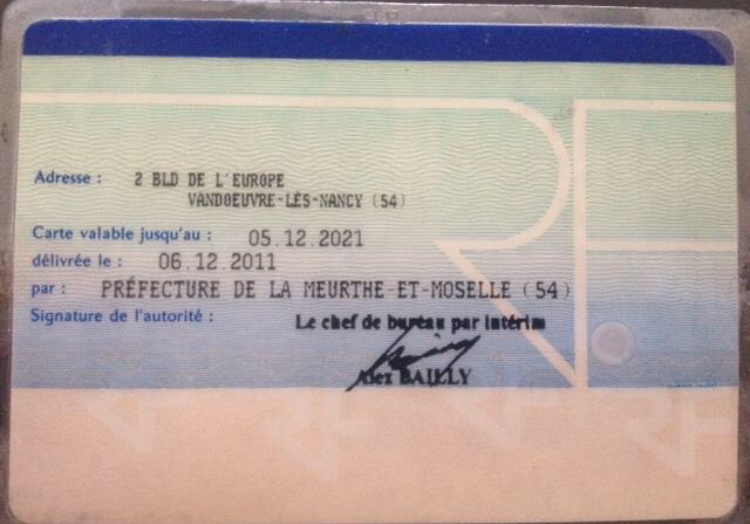 Adresse : 2 BLD DE L'EUROPE
VANDOEUVRE-LÈS-NANCY (54)
Carte valable jusqu'au : 05.12.2021
délivrée le : 06.12.2011
par : PRÉFECTURE DE LA MEURTHE-ET-MOSELLE (54)
Signature de l'autorité : Le chef de bureau par intérim
Alex BAILLY
RF